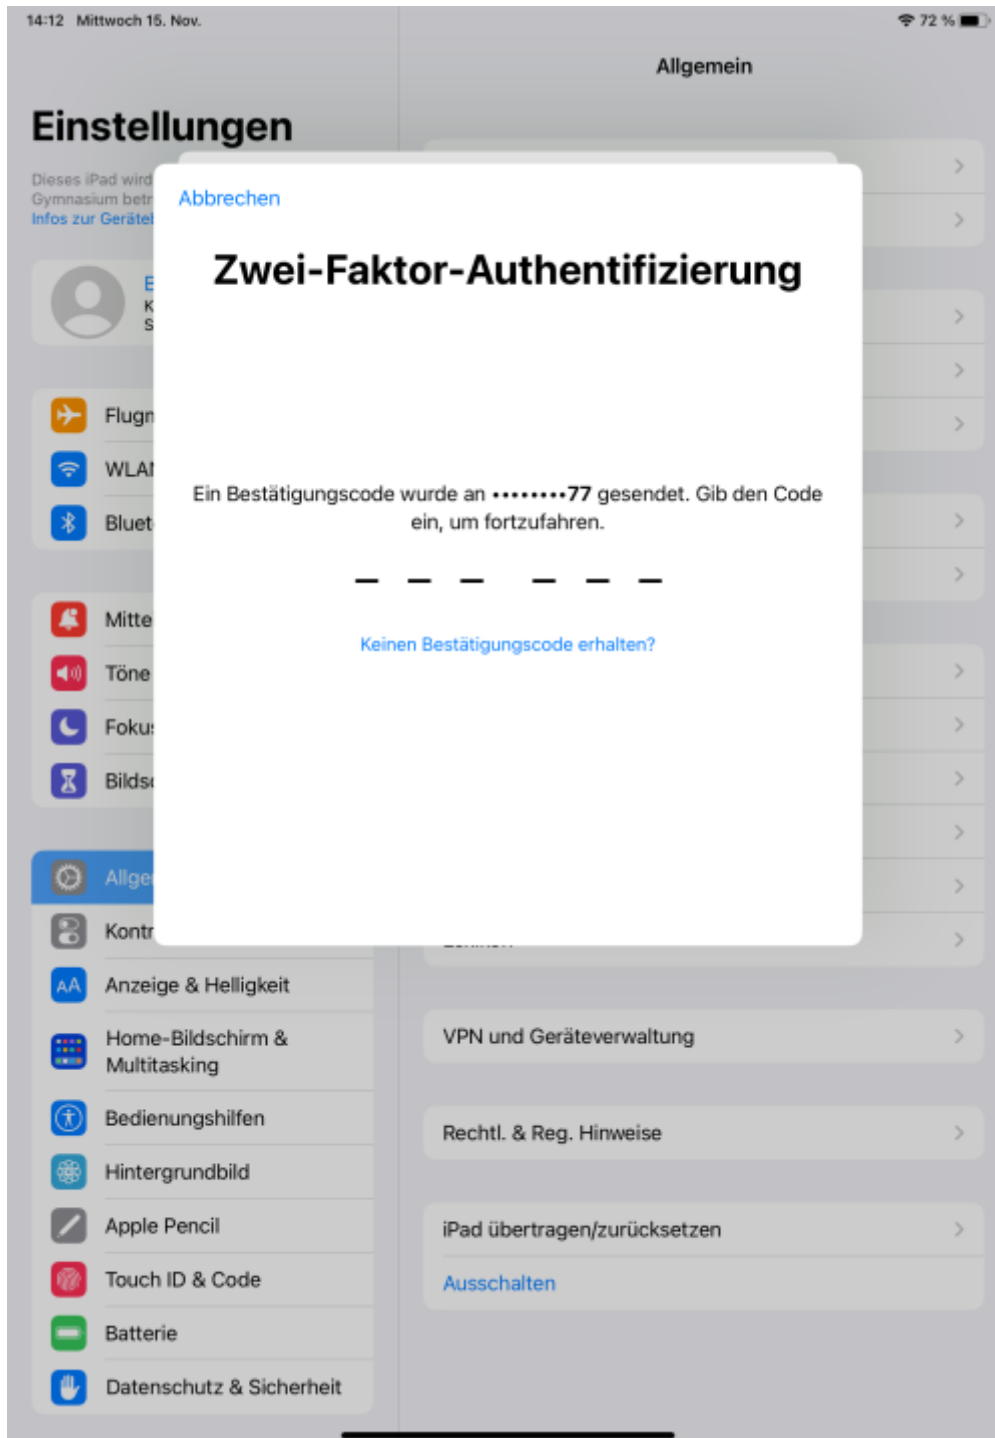 14:12 Mittwoch 15. Nov.
72 %
Allgemein
Einstellungen
Dieses iPad wird
Gymnasium betr
Infos zur Geräte
Abbrechen
Zwei-Faktor-Authentifizierung
E
K
S
Flugm
WLAN
Ein Bestätigungscode wurde an ••••••••77 gesendet. Gib den Code
ein, um fortzufahren.
Bluet
_ _ _ _ _ _
Keinen Bestätigungscode erhalten?
Mitte
Töne
Fokus
Bildsc
Allge
Kontr
Anzeige & Helligkeit
Home-Bildschirm &
Multitasking
VPN und Geräteverwaltung
Bedienungshilfen
Rechtl. & Reg. Hinweise
Hintergrundbild
Apple Pencil
iPad übertragen/zurücksetzen
Touch ID & Code
Ausschalten
Batterie
Datenschutz & Sicherheit